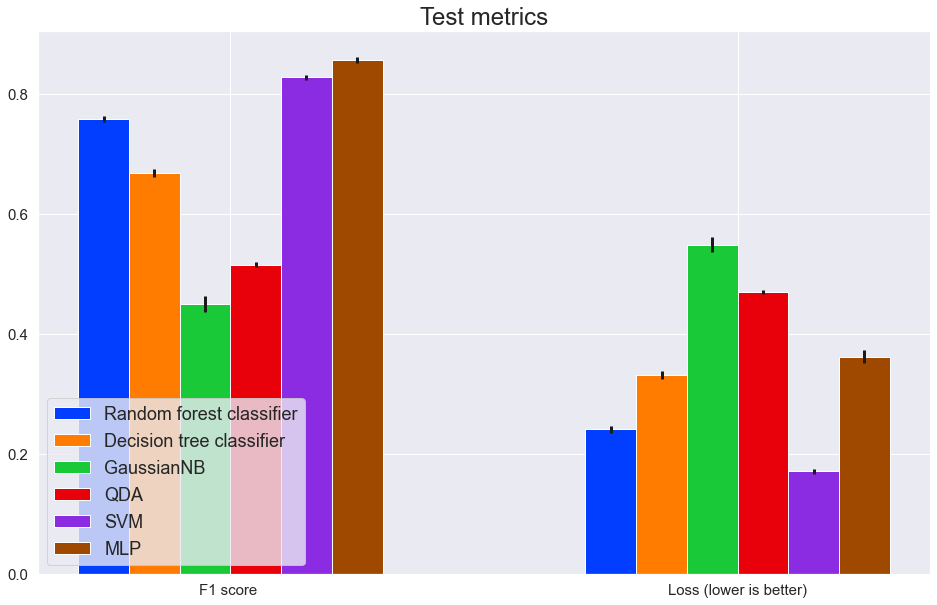 Test metrics
0.8
0.6
0.4
0.2
0.0
Random forest classifier
Decision tree classifier
GaussianNB
QDA
SVM
MLP
F1 score
Loss (lower is better)